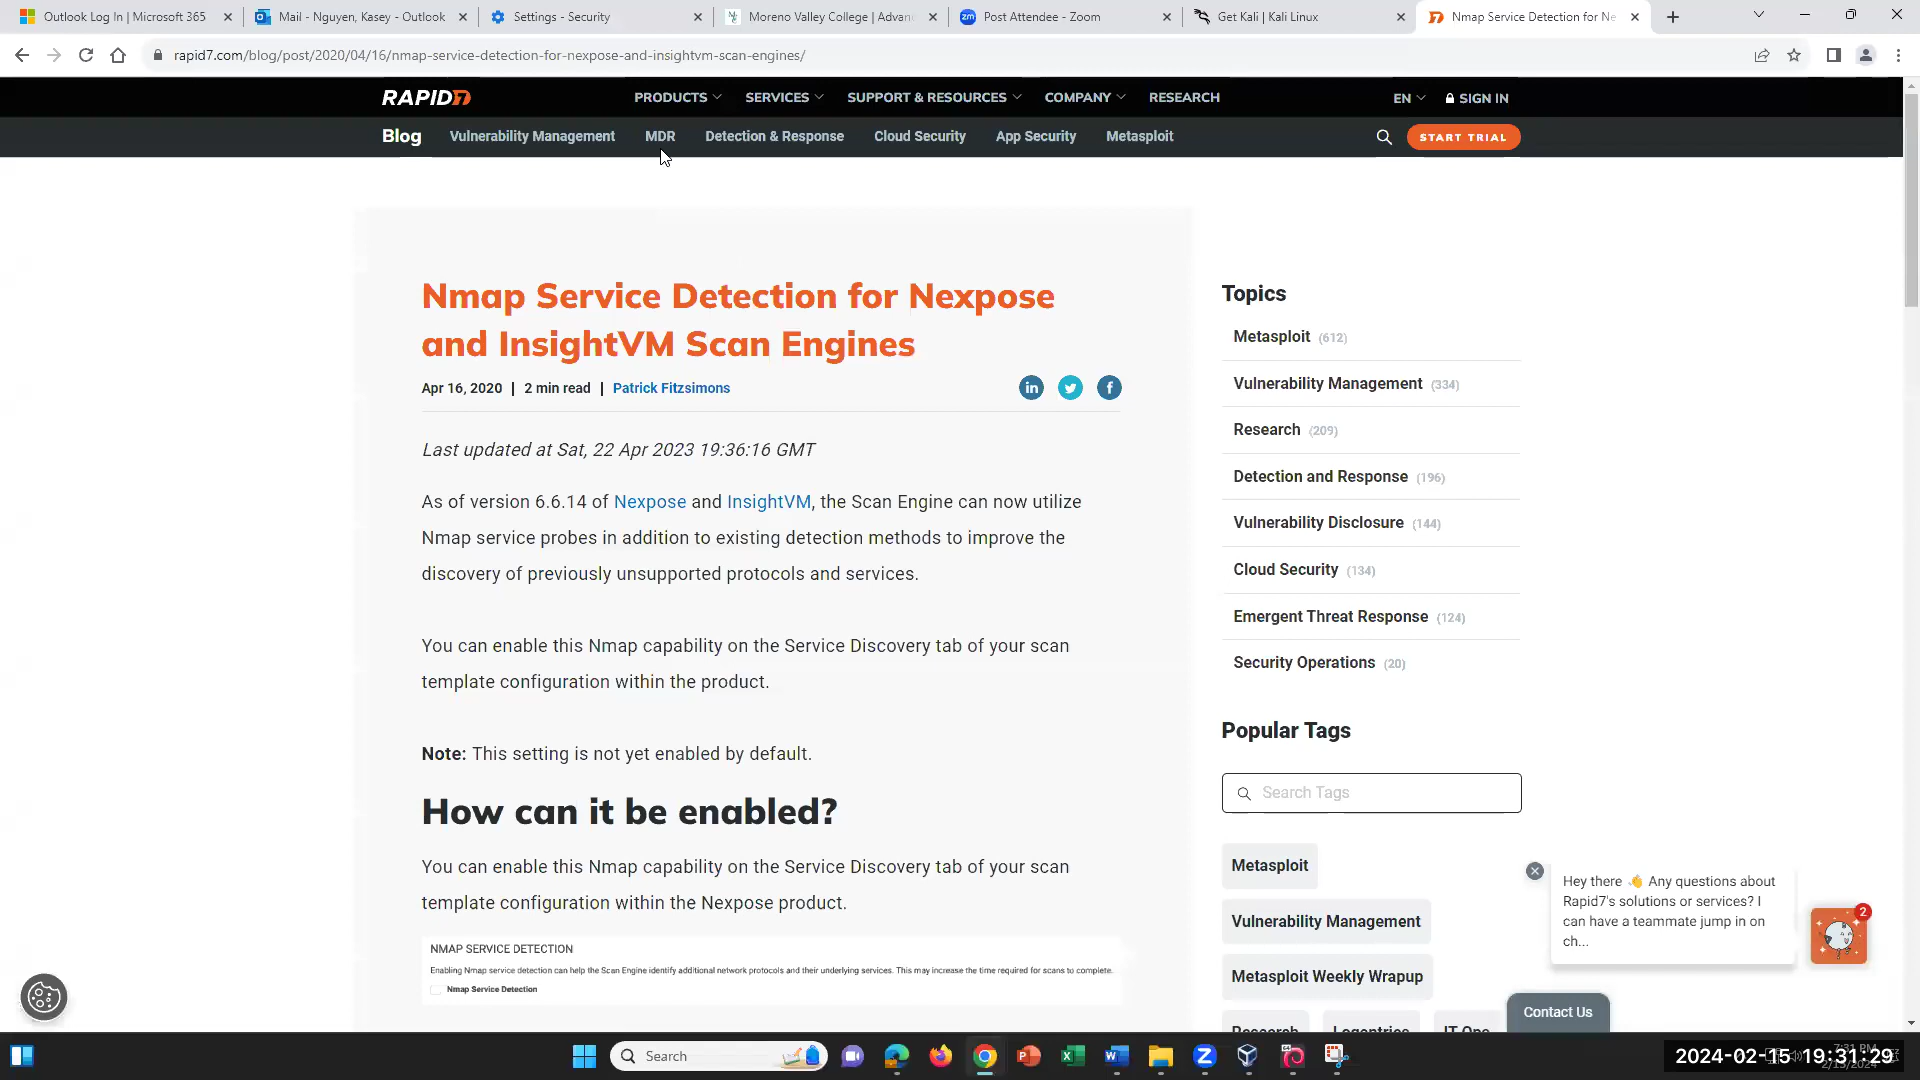 Outlook Log In | Microsoft 365
Mail - Nguyen, Kasey - Outlook
Settings - Security
Moreno Valley College | Advan
Post Attendee - Zoom
Get Kali | Kali Linux
Nmap Service Detection for Ne
rapid7.com/blog/post/2020/04/16/nmap-service-detection-for-nexpose-and-insightvm-scan-engines/
RAPID7
PRODUCTS
SERVICES
SUPPORT & RESOURCES
COMPANY
RESEARCH
EN
SIGN IN
Blog
Vulnerability Management
MDR
Detection & Response
Cloud Security
App Security
Metasploit
START TRIAL
Nmap Service Detection for Nexpose
and InsightVM Scan Engines
Apr 16, 2020 | 2 min read | Patrick Fitzsimons
Last updated at Sat, 22 Apr 2023 19:36:16 GMT
As of version 6.6.14 of Nexpose and InsightVM, the Scan Engine can now utilize
Nmap service probes in addition to existing detection methods to improve the
discovery of previously unsupported protocols and services.
You can enable this Nmap capability on the Service Discovery tab of your scan
template configuration within the product.
Note: This setting is not yet enabled by default.
How can it be enabled?
You can enable this Nmap capability on the Service Discovery tab of your scan
template configuration within the Nexpose product.
NMAP SERVICE DETECTION
Enabling Nmap service detection can help the Scan Engine identify additional network protocols and their underlying services. This may increase the time required for scans to complete.
Nmap Service Detection
Topics
Metasploit (612)
Vulnerability Management (334)
Research (209)
Detection and Response (196)
Vulnerability Disclosure (144)
Cloud Security (134)
Emergent Threat Response (124)
Security Operations (20)
Popular Tags
Search Tags
Metasploit
Vulnerability Management
Metasploit Weekly Wrapup
Research
Logentries
IT Ops
Hey there 👋 Any questions about
Rapid7's solutions or services? I
can have a teammate jump in on
ch...
2
Contact Us
Search
2024-02-15 19:31:29
7:31 PM
2/15/2024